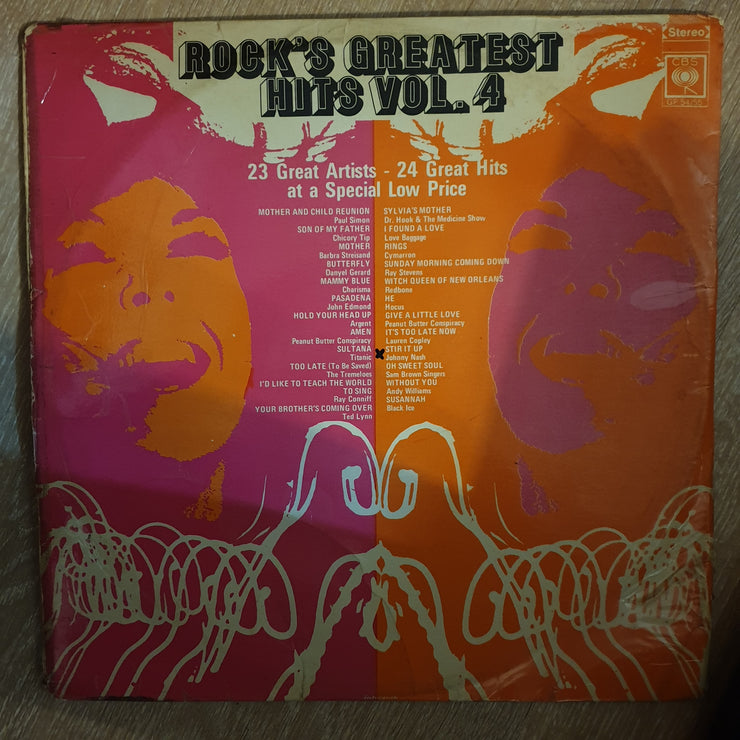 ROCK'S GREATEST
HITS VOL. 4
Stereo
CBS
23 Great Artists - 24 Great Hits
at a Special Low Price
MOTHER AND CHILD REUNION
Paul Simon
SON OF MY FATHER
Chicory Tip
MOTHER
Barbra Streisand
BUTTERFLY
Danyel Gerard
MAMMY BLUE
Charisma
PASADENA
John Edmond
HOLD YOUR HEAD UP
Argent
AMEN
Peanut Butter Conspiracy
SULTANA
Titanic
TOO LATE (To Be Saved)
The Tremeloes
I'D LIKE TO TEACH THE WORLD
TO SING
Ray Conniff
YOUR BROTHER'S COMING OVER
Ted Lynn
SYLVIA'S MOTHER
Dr. Hook & The Medicine Show
I FOUND A LOVE
Love Baggage
RINGS
Cymarron
SUNDAY MORNING COMING DOWN
Ray Stevens
WITCH QUEEN OF NEW ORLEANS
Redbone
HE
Hocus
GIVE A LITTLE LOVE
Peanut Butter Conspiracy
IT'S TOO LATE NOW
Lauren Copley
STIR IT UP
Johnny Nash
OH SWEET SOUL
Sam Brown Singers
WITHOUT YOU
Andy Williams
SUSANNAH
Black Ice